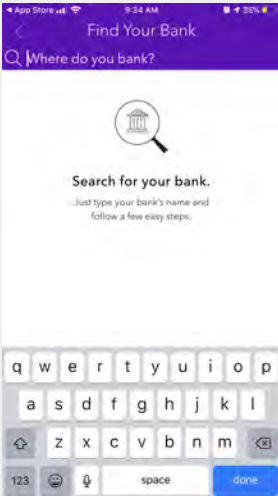 App Store 9:34 AM 35%
Find Your Bank
Where do you bank?
Search for your bank.
Just type your bank's name and
follow a few easy steps.
q w e r t y u i o p
a s d f g h j k l
z x c v b n m
123 space done